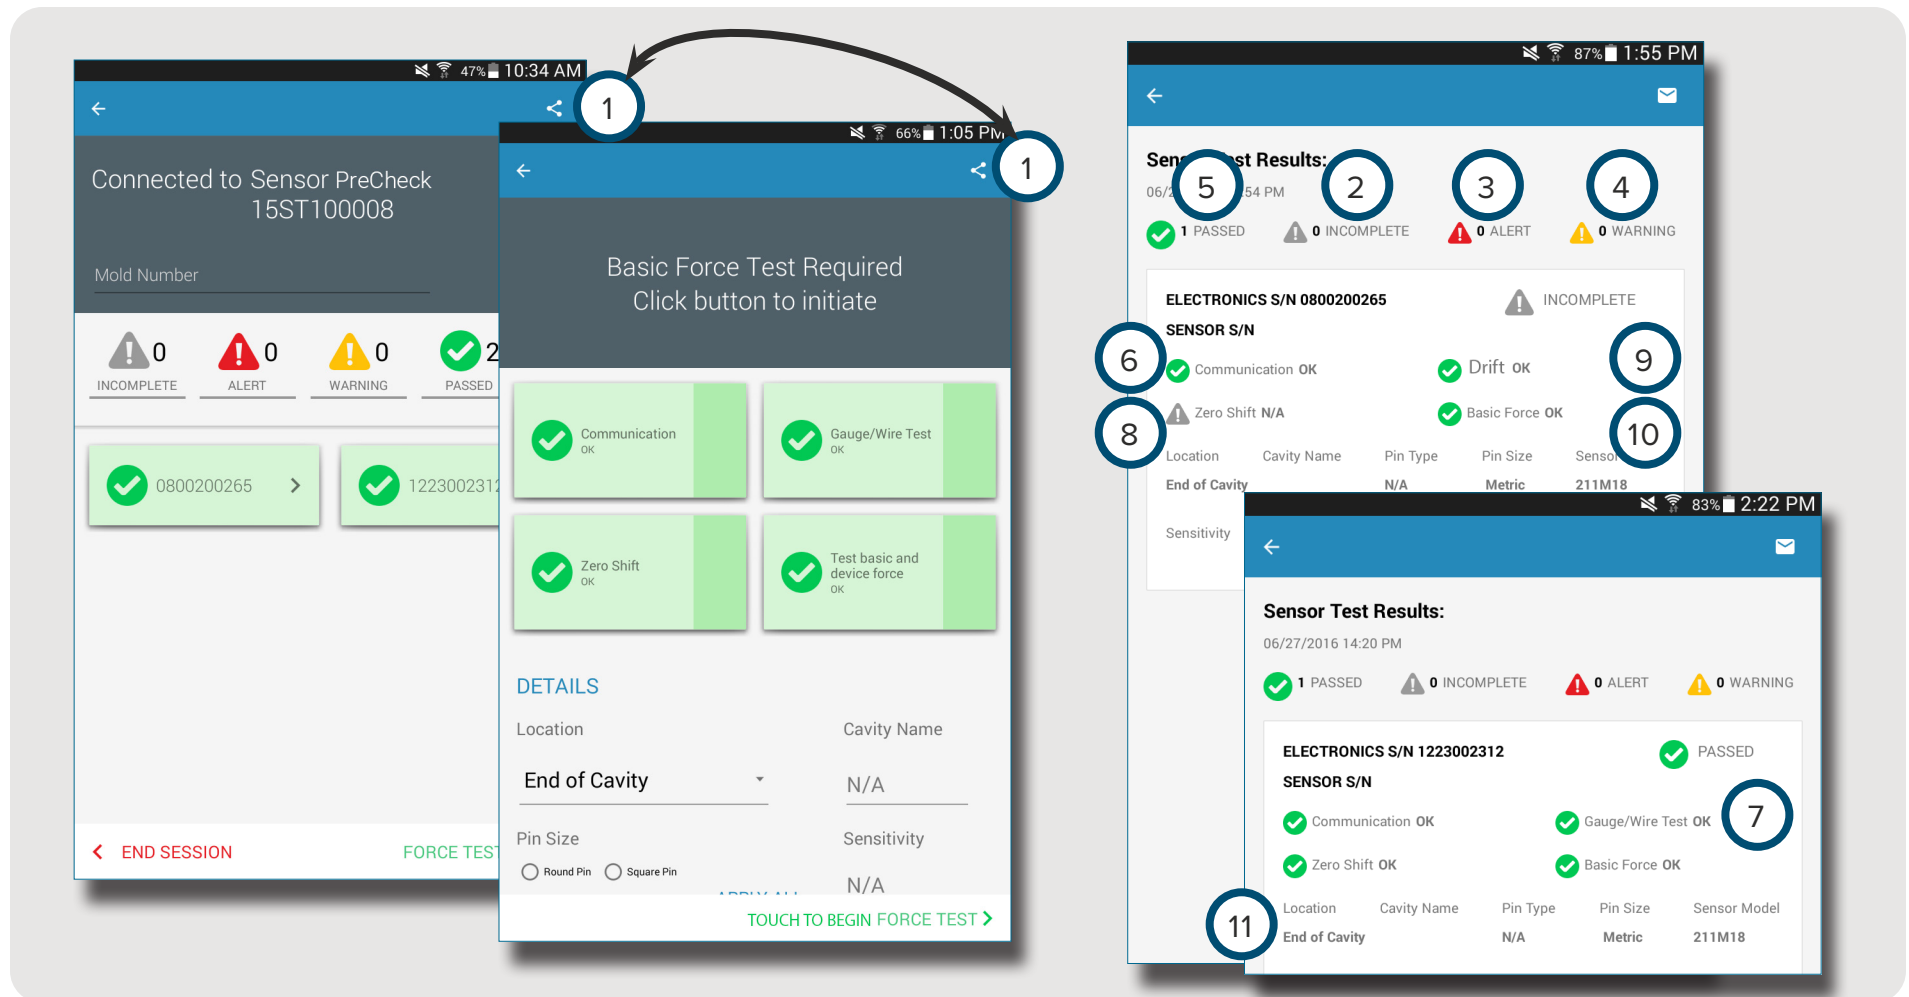 47% 10:34 AM
1
Connected to Sensor PreCheck
15ST100008
Mold Number
0
0
0
2
INCOMPLETE
ALERT
WARNING
PASSED
0800200265
1223002312
END SESSION
FORCE TEST
66% 1:05 PM
1
Basic Force Test Required
Click button to initiate
Communication
OK
Gauge/Wire Test
OK
Zero Shift
OK
Test basic and
device force
OK
DETAILS
Location
Cavity Name
End of Cavity
N/A
Pin Size
Sensitivity
Round Pin
Square Pin
N/A
APPLY ALL
TOUCH TO BEGIN FORCE TEST
87% 1:55 PM
Test Results:
54 PM
5
2
3
4
1 PASSED
0 INCOMPLETE
0 ALERT
0 WARNING
ELECTRONICS S/N 0800200265
INCOMPLETE
SENSOR S/N
6
Communication OK
Drift OK
9
8
Zero Shift N/A
Basic Force OK
10
Location
Cavity Name
Pin Type
Pin Size
Sensor
End of Cavity
N/A
Metric
211M18
Sensitivity
83% 2:22 PM
Sensor Test Results:
06/27/2016 14:20 PM
1 PASSED
0 INCOMPLETE
0 ALERT
0 WARNING
ELECTRONICS S/N 1223002312
PASSED
SENSOR S/N
Communication OK
Gauge/Wire Test OK
7
Zero Shift OK
Basic Force OK
11
Location
Cavity Name
Pin Type
Pin Size
Sensor Model
End of Cavity
N/A
Metric
211M18